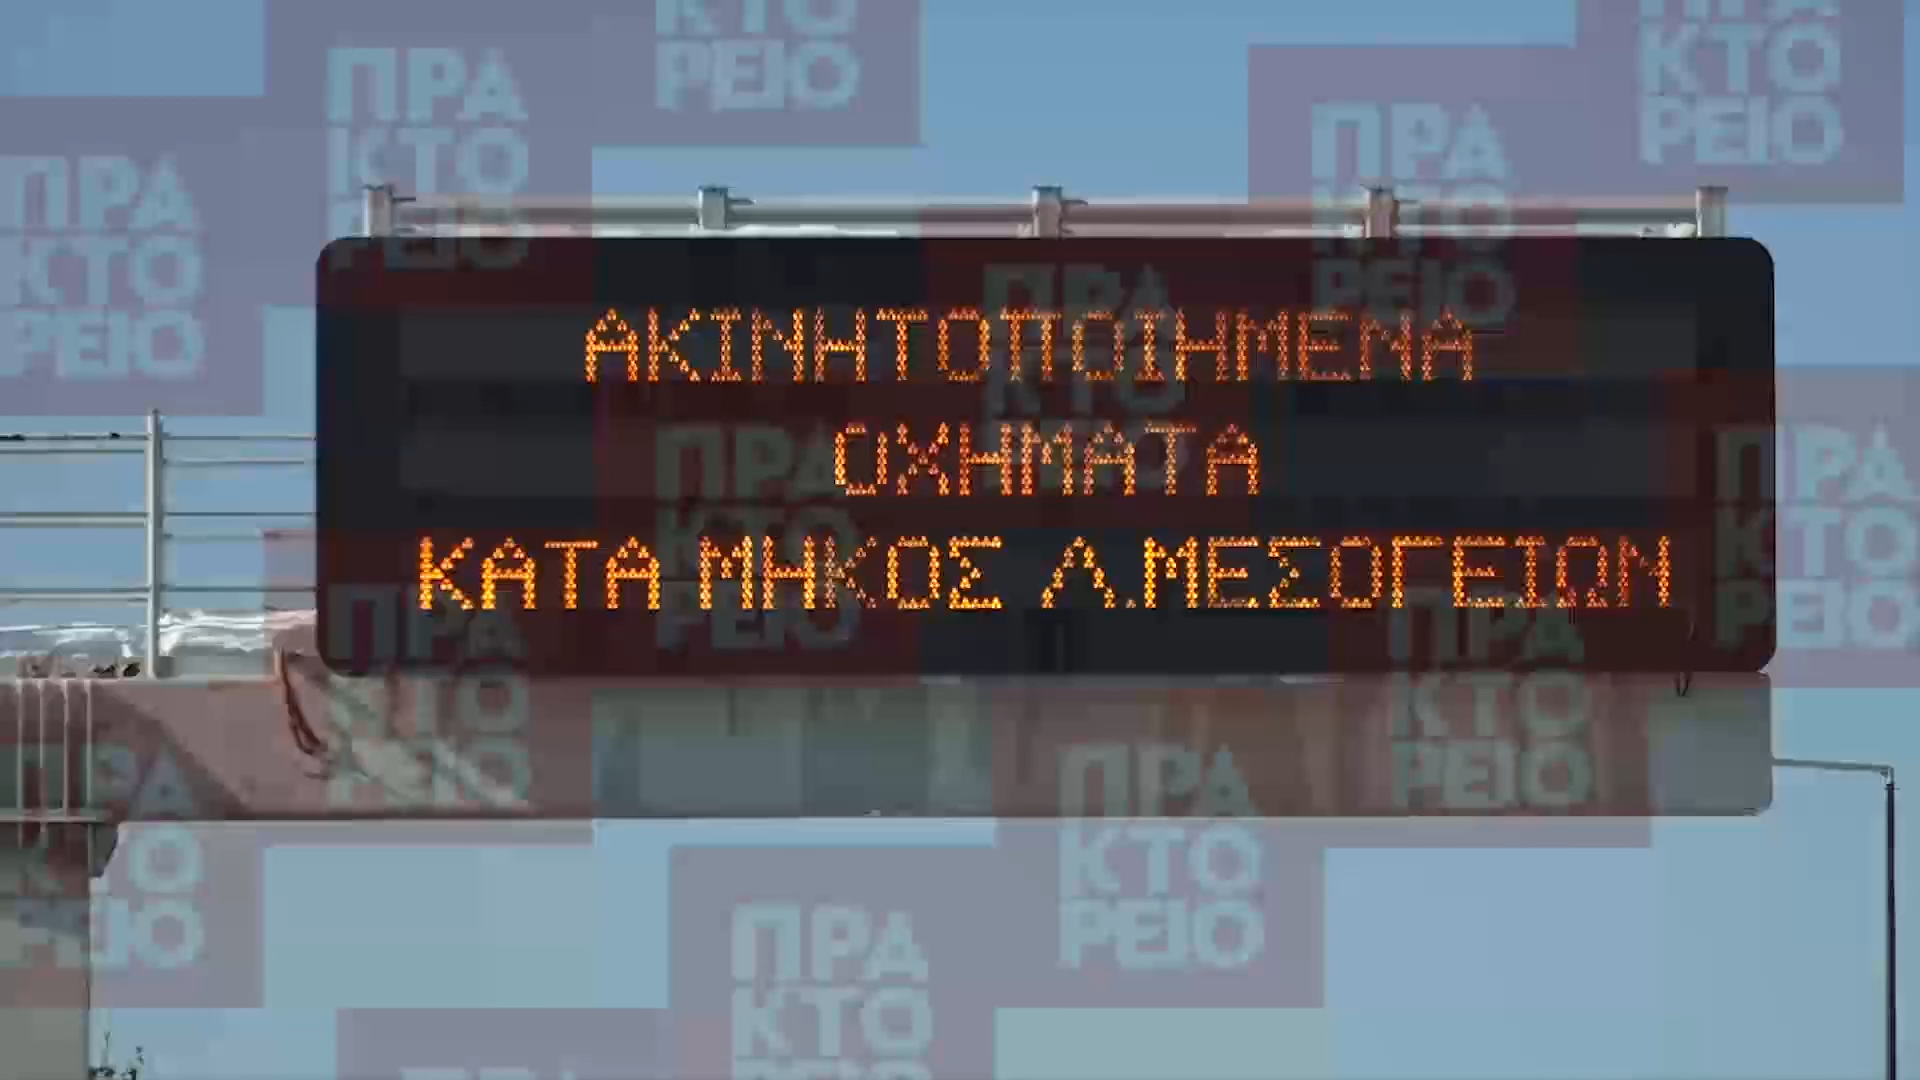 ΑΚΙΝΗΤΟΠΟΙΗΜΕΝΑ
ΟΧΗΜΑΤΑ
ΚΑΤΑ ΜΗΚΟΣ Λ.ΜΕΣΟΓΕΙΩΝ
ΠΡΑ
ΚΤΟ
ΡΕΙΟ